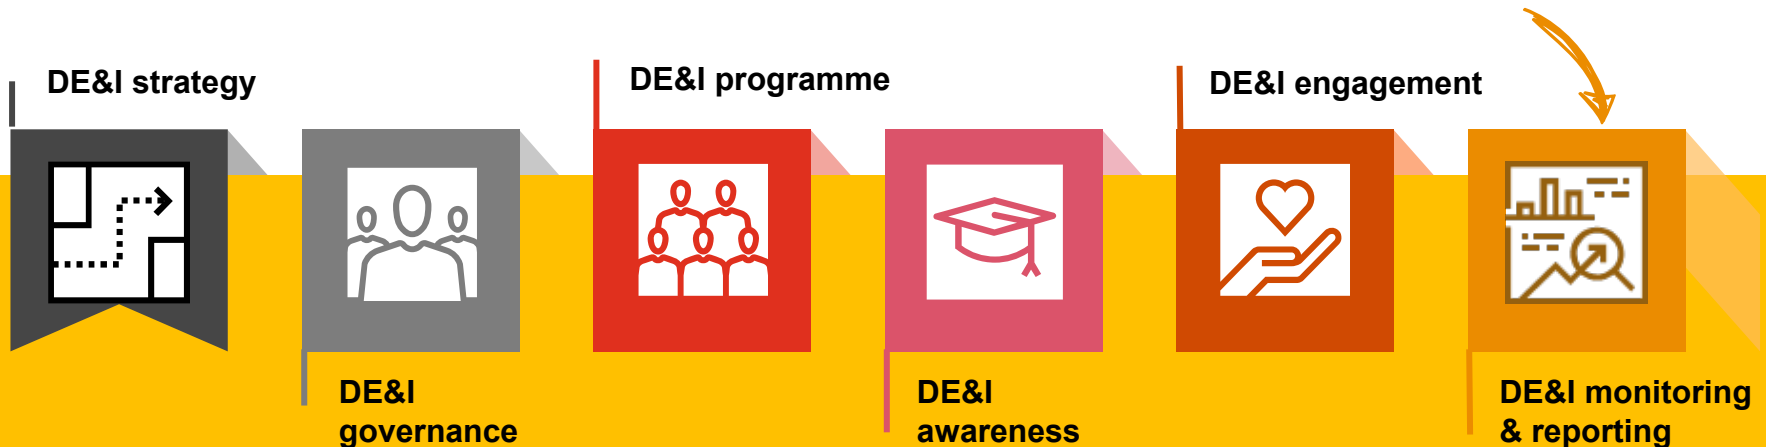 DE&I strategy
DE&I
governance
DE&I programme
DE&I
awareness
DE&I engagement
DE&I monitoring
& reporting